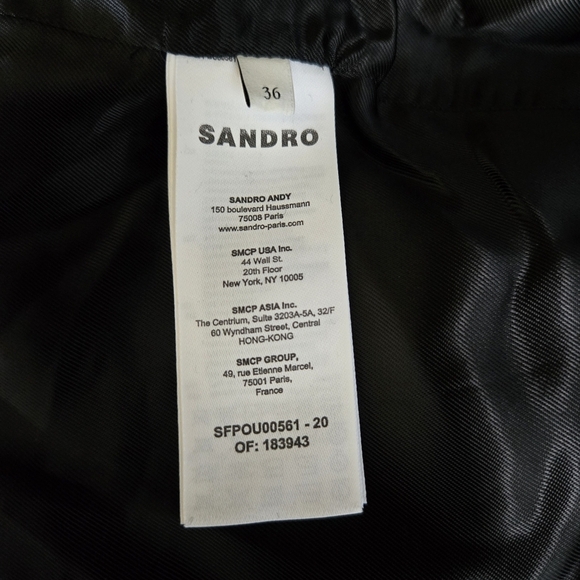 36
SANDRO
SANDRO ANDY
150 boulevard Haussmann
75008 Paris
www.sandro-paris.com
SMCP USA Inc.
44 Wall St.
20th Floor
New York, NY 10005
SMCP ASIA Inc.
The Centrium, Suite 3203A-5A, 32/F
60 Wyndham Street, Central
HONG-KONG
SMCP GROUP,
49, rue Etienne Marcel,
75001 Paris,
France
SFPOU00561 - 20
OF: 183943